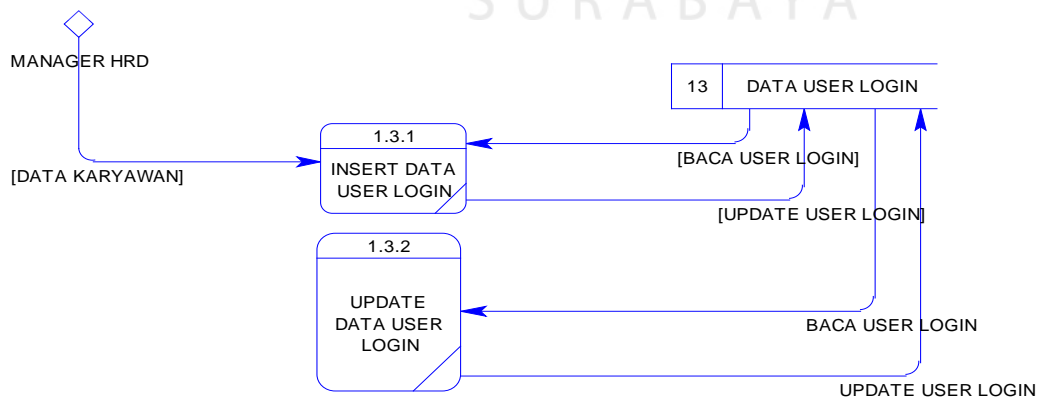 SURABAYA
MANAGER HRD
13
DATA USER LOGIN
1.3.1
[BACA USER LOGIN]
INSERT DATA
USER LOGIN
[DATA KARYAWAN]
[UPDATE USER LOGIN]
1.3.2
UPDATE
DATA USER
LOGIN
BACA USER LOGIN
UPDATE USER LOGIN